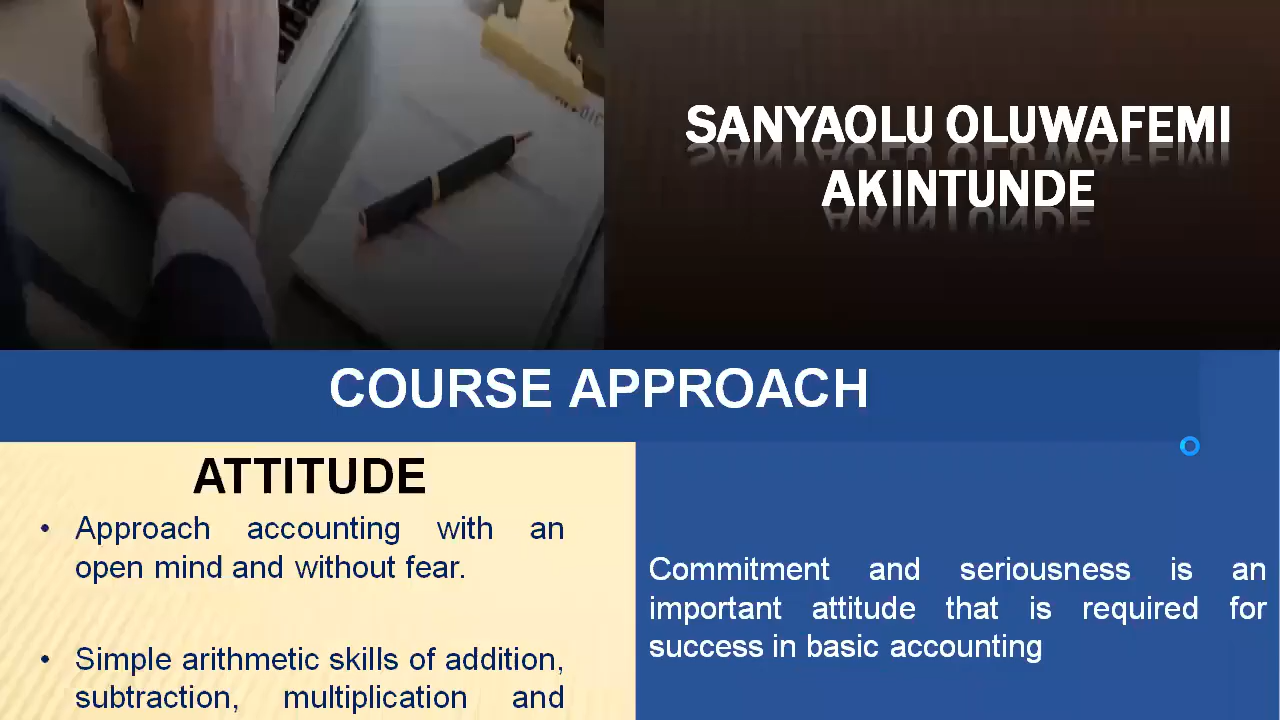 SANYAOLU OLUWAFEMI
AKINTUNDE
COURSE APPROACH
ATTITUDE
• Approach accounting with an
open mind and without fear.
• Simple arithmetic skills of addition,
subtraction, multiplication and
Commitment and seriousness is an
important attitude that is required for
success in basic accounting